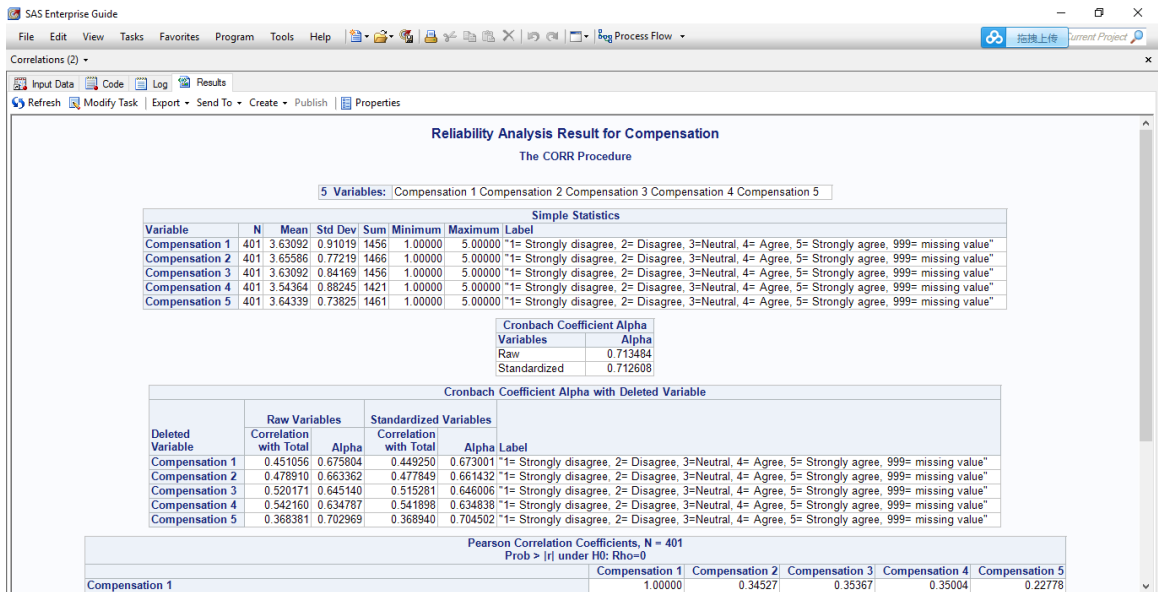 SAS Enterprise Guide
File Edit View Tasks Favorites Program Tools Help Process Flow 拖拽上传 Current Project
Correlations (2)
Input Data Code Log Results
Refresh Modify Task Export Send To Create Publish Properties
Reliability Analysis Result for Compensation
The CORR Procedure
5 Variables: Compensation 1 Compensation 2 Compensation 3 Compensation 4 Compensation 5
Simple Statistics
Variable N Mean Std Dev Sum Minimum Maximum Label
Compensation 1 401 3.63092 0.91019 1456 1.00000 5.00000 "1= Strongly disagree, 2= Disagree, 3=Neutral, 4= Agree, 5= Strongly agree, 999= missing value"
Compensation 2 401 3.65586 0.77219 1466 1.00000 5.00000 "1= Strongly disagree, 2= Disagree, 3=Neutral, 4= Agree, 5= Strongly agree, 999= missing value"
Compensation 3 401 3.63092 0.84169 1456 1.00000 5.00000 "1= Strongly disagree, 2= Disagree, 3=Neutral, 4= Agree, 5= Strongly agree, 999= missing value"
Compensation 4 401 3.54364 0.88245 1421 1.00000 5.00000 "1= Strongly disagree, 2= Disagree, 3=Neutral, 4= Agree, 5= Strongly agree, 999= missing value"
Compensation 5 401 3.64339 0.73825 1461 1.00000 5.00000 "1= Strongly disagree, 2= Disagree, 3=Neutral, 4= Agree, 5= Strongly agree, 999= missing value"
Cronbach Coefficient Alpha
Variables Alpha
Raw 0.713484
Standardized 0.712608
Cronbach Coefficient Alpha with Deleted Variable
Raw Variables Standardized Variables
Deleted Correlation Correlation
Variable with Total Alpha with Total Alpha Label
Compensation 1 0.451056 0.675804 0.449250 0.673001 "1= Strongly disagree, 2= Disagree, 3=Neutral, 4= Agree, 5= Strongly agree, 999= missing value"
Compensation 2 0.478910 0.663362 0.477849 0.661432 "1= Strongly disagree, 2= Disagree, 3=Neutral, 4= Agree, 5= Strongly agree, 999= missing value"
Compensation 3 0.520171 0.645140 0.515281 0.646006 "1= Strongly disagree, 2= Disagree, 3=Neutral, 4= Agree, 5= Strongly agree, 999= missing value"
Compensation 4 0.542160 0.634787 0.541898 0.634838 "1= Strongly disagree, 2= Disagree, 3=Neutral, 4= Agree, 5= Strongly agree, 999= missing value"
Compensation 5 0.368381 0.702969 0.368940 0.704502 "1= Strongly disagree, 2= Disagree, 3=Neutral, 4= Agree, 5= Strongly agree, 999= missing value"
Pearson Correlation Coefficients, N = 401
Prob > |r| under H0: Rho=0
Compensation 1 Compensation 2 Compensation 3 Compensation 4 Compensation 5
Compensation 1 1.00000 0.34527 0.35367 0.35004 0.22778